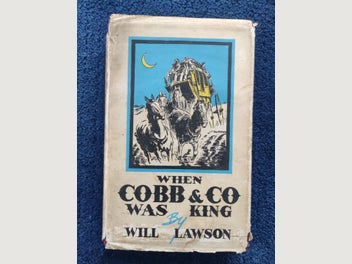 WHEN
COBB & CO
WAS KING
By
WILL LAWSON